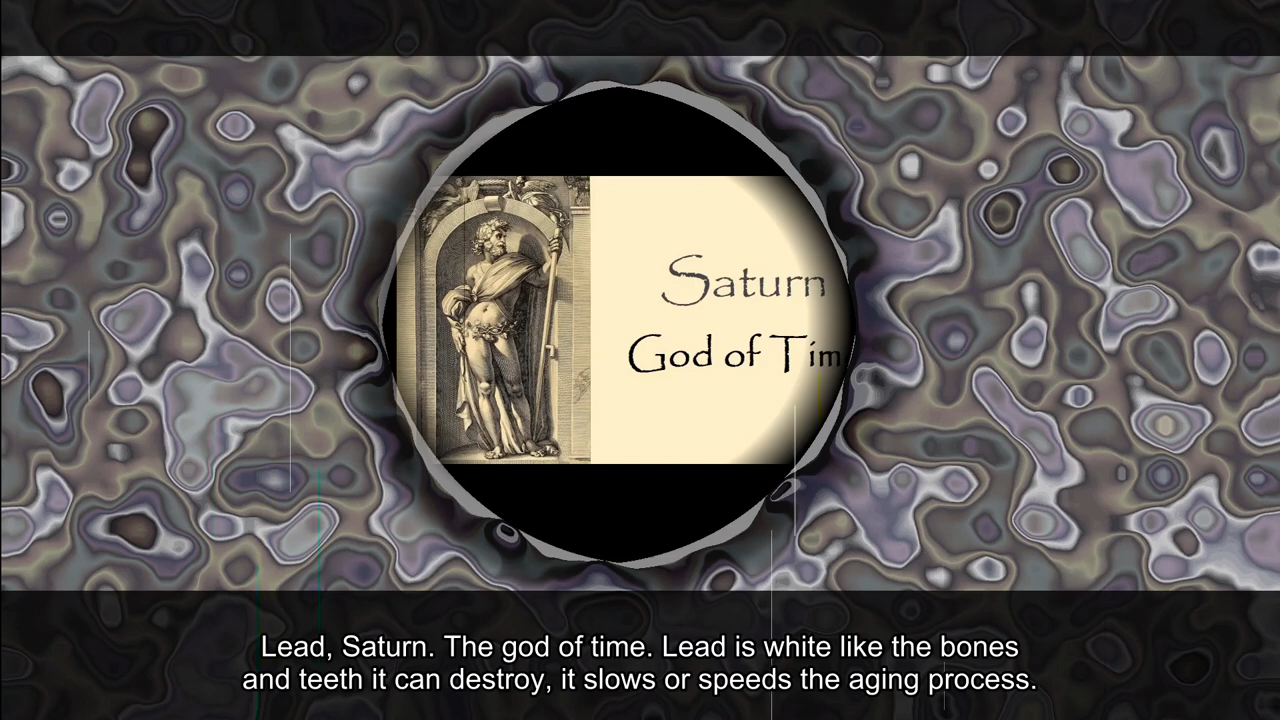 Saturn
God of Tim
Lead, Saturn. The god of time. Lead is white like the bones
and teeth it can destroy, it slows or speeds the aging process.